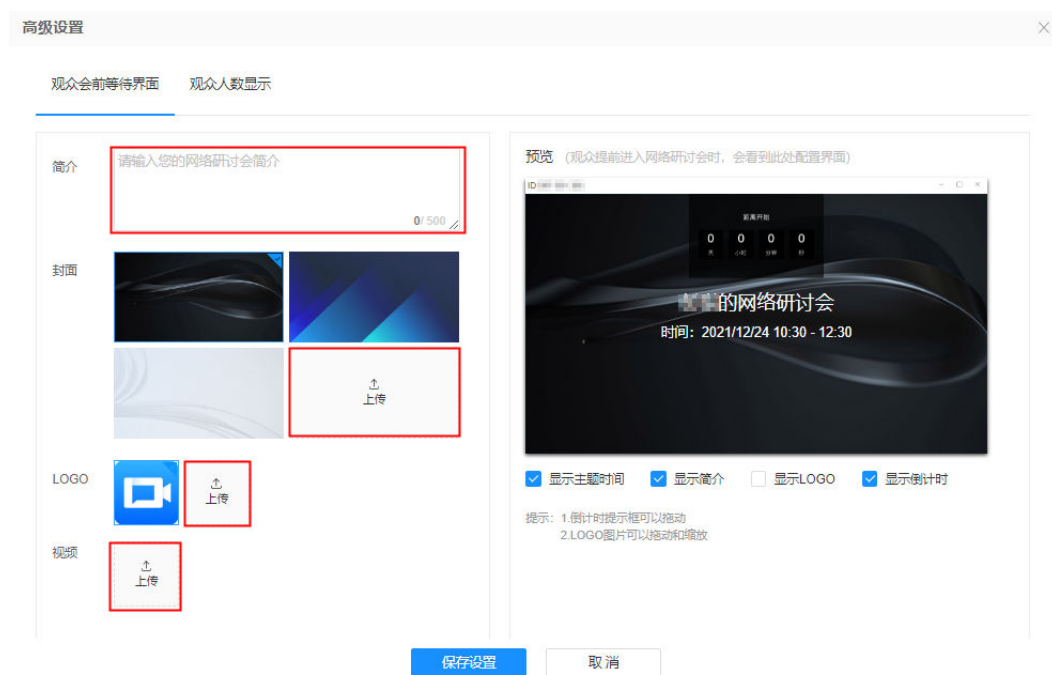 高级设置
观众会前等待界面 观众人数显示
简介
请输入您的网络研讨会简介
0/ 500
封面
上传
LOGO
上传
视频
上传
预览 (观众提前进入网络研讨会时，会看到此处配置界面)
ID
距离开始
0 0 0 0
天 小时 分钟 秒
的网络研讨会
时间：2021/12/24 10:30 - 12:30
显示主题时间 显示简介 显示LOGO 显示倒计时
提示：1.倒计时提示框可以拖动
2.LOGO图片可以拖动和缩放
保存设置 取消